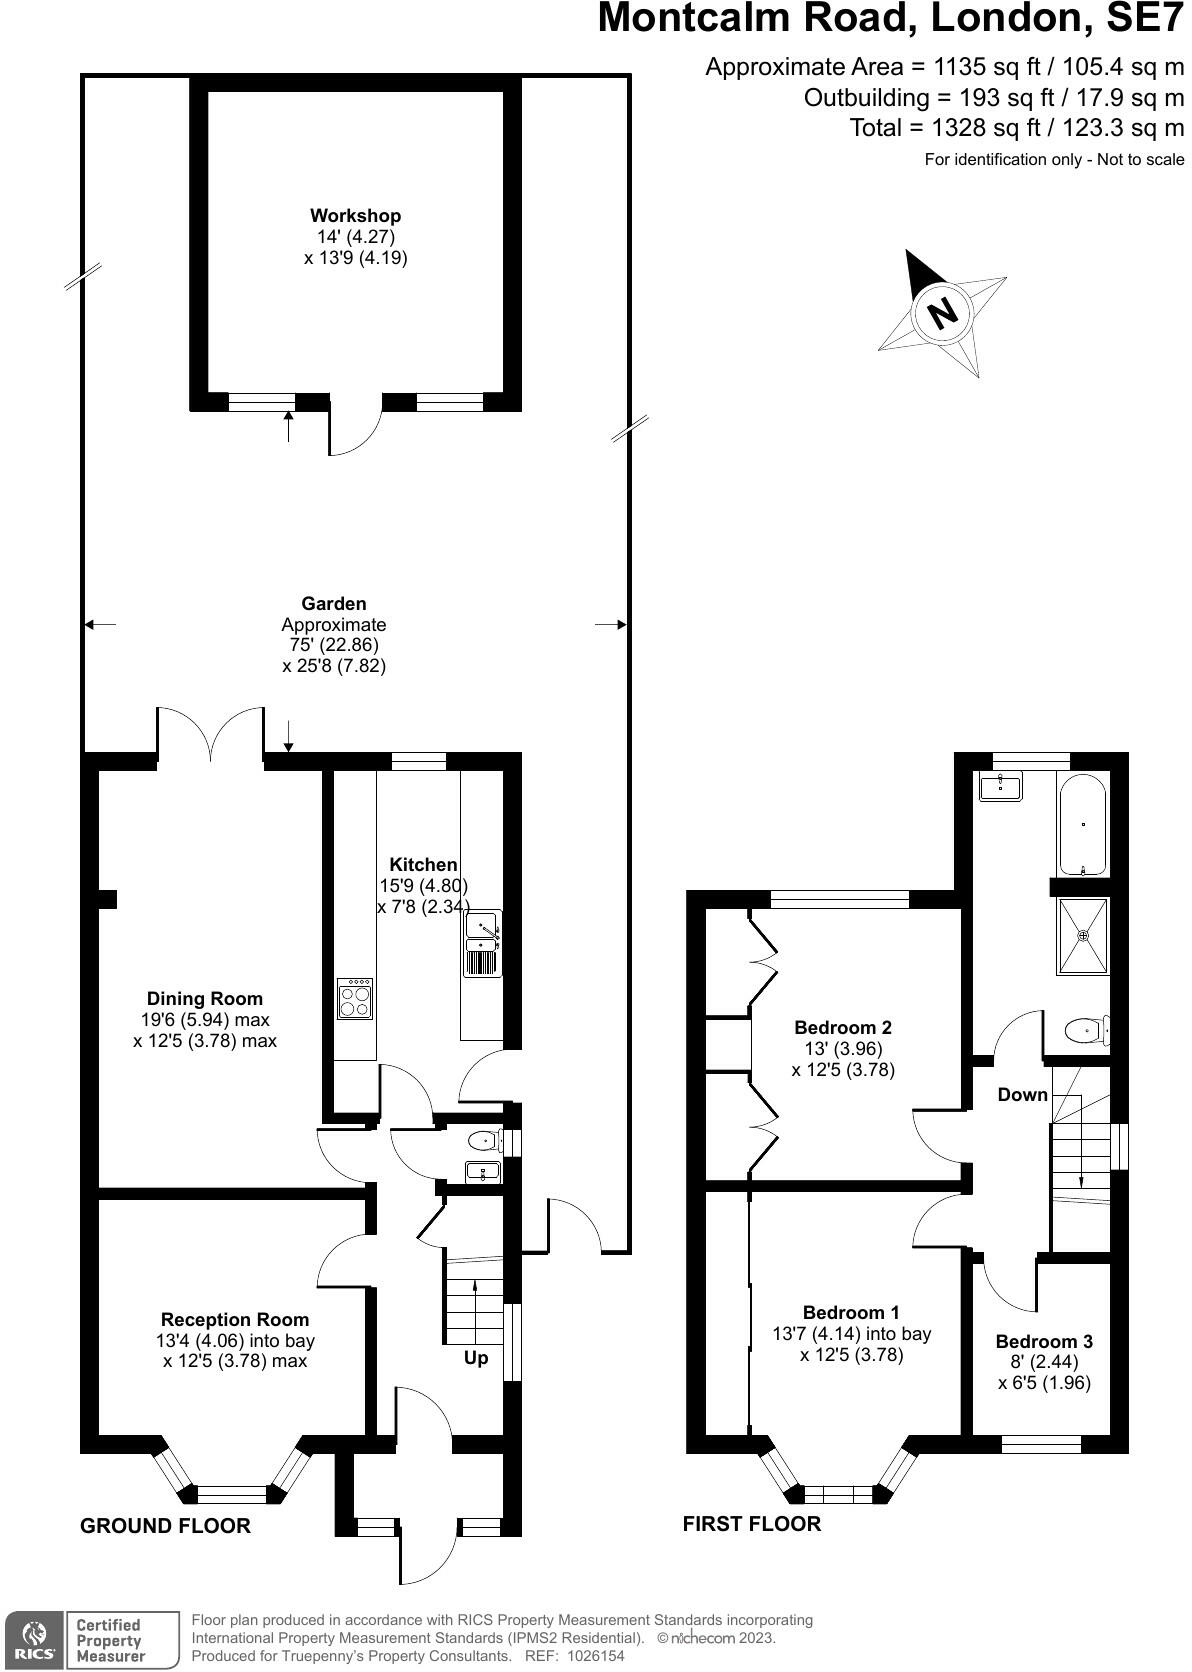 Montcalm Road, London, SE7
Approximate Area = 1135 sq ft / 105.4 sq m
Outbuilding = 193 sq ft / 17.9 sq m
Total = 1328 sq ft / 123.3 sq m
For identification only - Not to scale
Workshop
14' (4.27)
x 13'9 (4.19)
N
Garden
Approximate
75' (22.86)
x 25'8 (7.82)
Kitchen
15'9 (4.80)
x 7'8 (2.34)
Dining Room
19'6 (5.94) max
x 12'5 (3.78) max
Reception Room
13'4 (4.06) into bay
x 12'5 (3.78) max
Up
GROUND FLOOR
Bedroom 2
13' (3.96)
x 12'5 (3.78)
Down
Bedroom 1
13'7 (4.14) into bay
x 12'5 (3.78)
Bedroom 3
8' (2.44)
x 6'5 (1.96)
FIRST FLOOR
RICS
Certified
Property
Measurer
Floor plan produced in accordance with RICS Property Measurement Standards incorporating
International Property Measurement Standards (IPMS2 Residential). © nichecom 2023.
Produced for Truepenny's Property Consultants. REF: 1026154